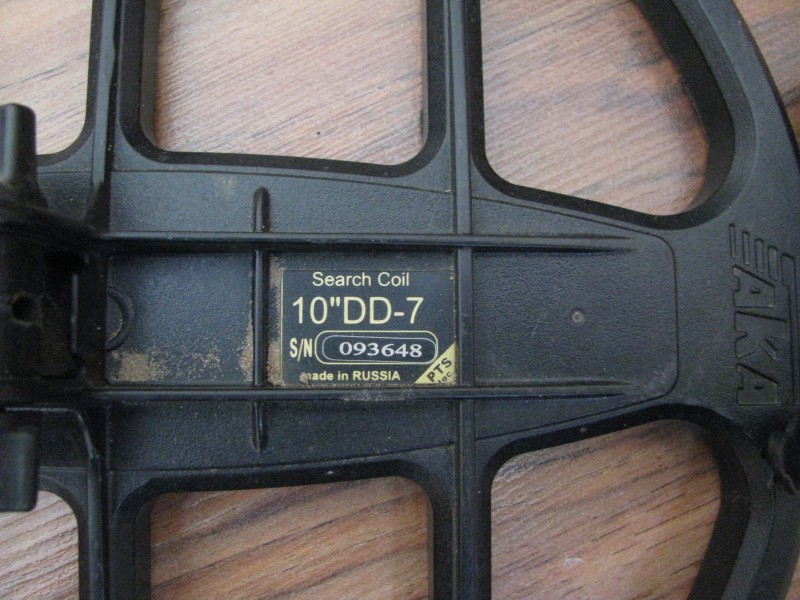 Search Coil
10"DD-7
S/N 093648
made in RUSSIA
PTS
AKA